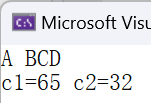 Microsoft Visu
A BCD
c1=65 c2=32